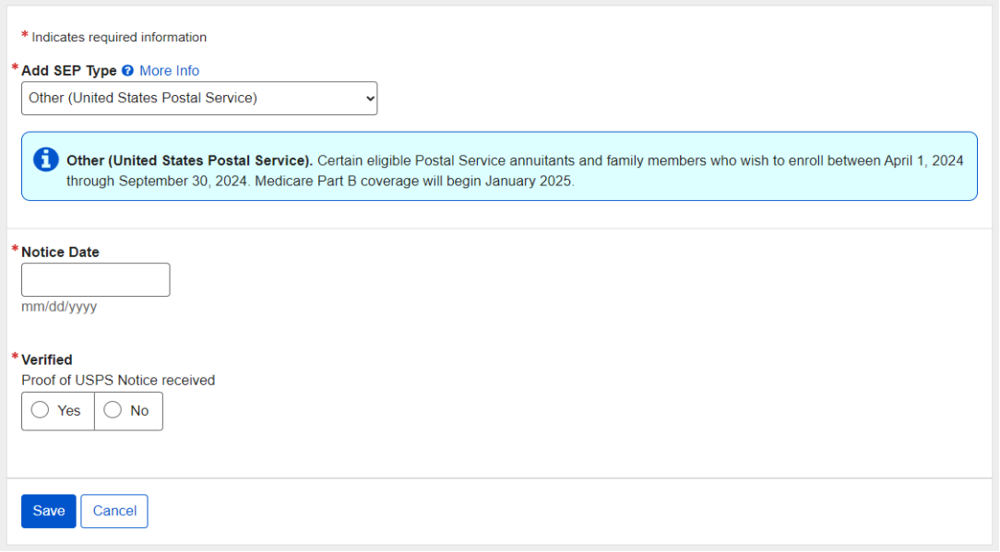 * Indicates required information
* Add SEP Type ? More Info
Other (United States Postal Service)
Other (United States Postal Service). Certain eligible Postal Service annuitants and family members who wish to enroll between April 1, 2024
through September 30, 2024. Medicare Part B coverage will begin January 2025.
* Notice Date
mm/dd/yyyy
* Verified
Proof of USPS Notice received
Yes No
Save Cancel